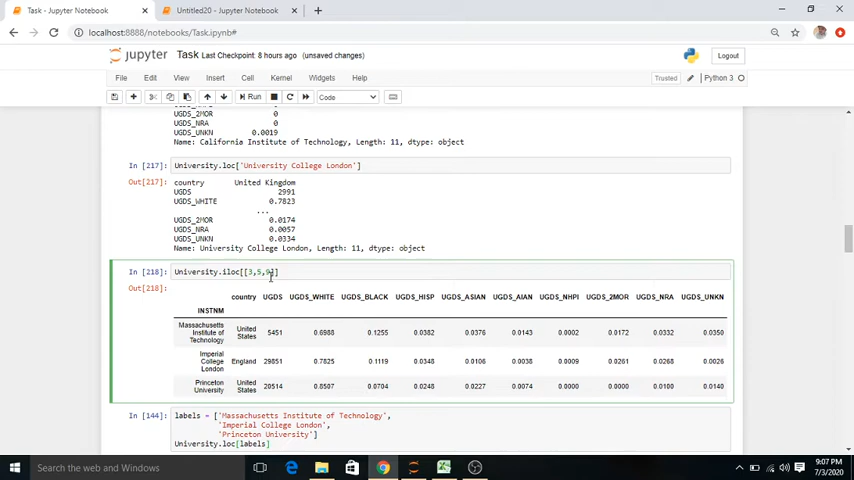 Task - Jupyter Notebook
Untitled20 - Jupyter Notebook
localhost:8888/notebooks/Task.ipynb#
jupyter Task Last Checkpoint: 8 hours ago (unsaved changes)
Logout
File Edit View Insert Cell Kernel Widgets Help
Trusted
Python 3
Run
Code
UGDS_NHPI 0
UGDS_2MOR 0
UGDS_NRA 0
UGDS_UNKN 0.0019
Name: California Institute of Technology, Length: 11, dtype: object
In [217]: University.loc['University College London']
Out[217]: country United Kingdom
UGDS 2991
UGDS_WHITE 0.7823
...
UGDS_2MOR 0.0174
UGDS_NRA 0.0057
UGDS_UNKN 0.0334
Name: University College London, Length: 11, dtype: object
In [218]: University.iloc[[3,5,9]]
Out[218]:
country UGDS UGDS_WHITE UGDS_BLACK UGDS_HISP UGDS_ASIAN UGDS_AIAN UGDS_NHPI UGDS_2MOR UGDS_NRA UGDS_UNKN
INSTNM
Massachusetts Institute of Technology United States 5451 0.6988 0.1255 0.0382 0.0376 0.0143 0.0002 0.0172 0.0332 0.0350
Imperial College London England 29851 0.7825 0.1119 0.0348 0.0106 0.0038 0.0009 0.0261 0.0268 0.0026
Princeton University United States 20514 0.8507 0.0704 0.0248 0.0227 0.0074 0.0000 0.0000 0.0100 0.0140
In [144]: labels = ['Massachusetts Institute of Technology',
'Imperial College London',
'Princeton University']
University.loc[labels]
Search the web and Windows
9:07 PM
7/3/2020